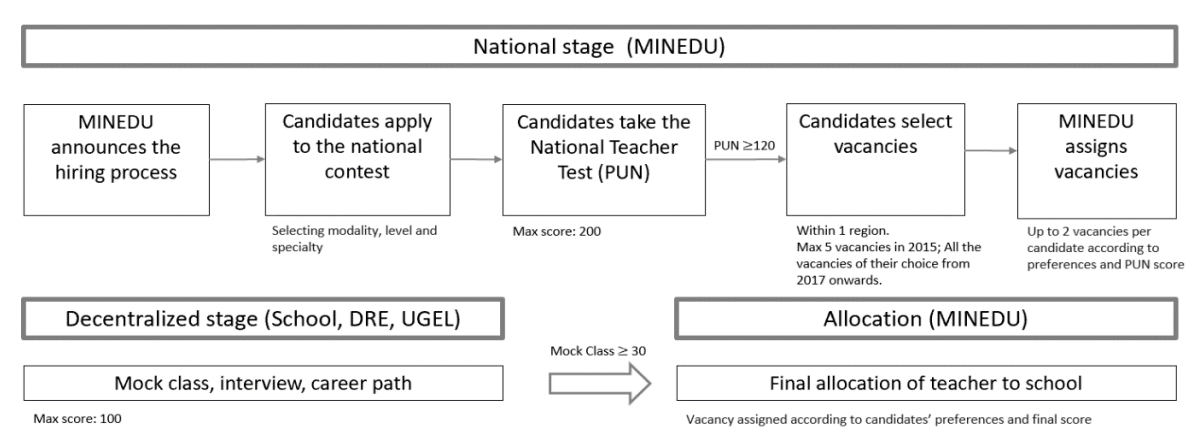 National stage (MINEDU)
MINEDU
announces the
hiring process
Candidates apply
to the national
contest
Selecting modality, level and
specialty
Candidates take the
National Teacher
Test (PUN)
Max score: 200
PUN ≥120
Candidates select
vacancies
Within 1 region.
Max 5 vacancies in 2015; All the
vacancies of their choice from
2017 onwards.
MINEDU
assigns
vacancies
Up to 2 vacancies per
candidate according to
preferences and PUN score
Decentralized stage (School, DRE, UGEL)
Mock class, interview, career path
Max score: 100
Mock Class ≥ 30
Allocation (MINEDU)
Final allocation of teacher to school
Vacancy assigned according to candidates' preferences and final score